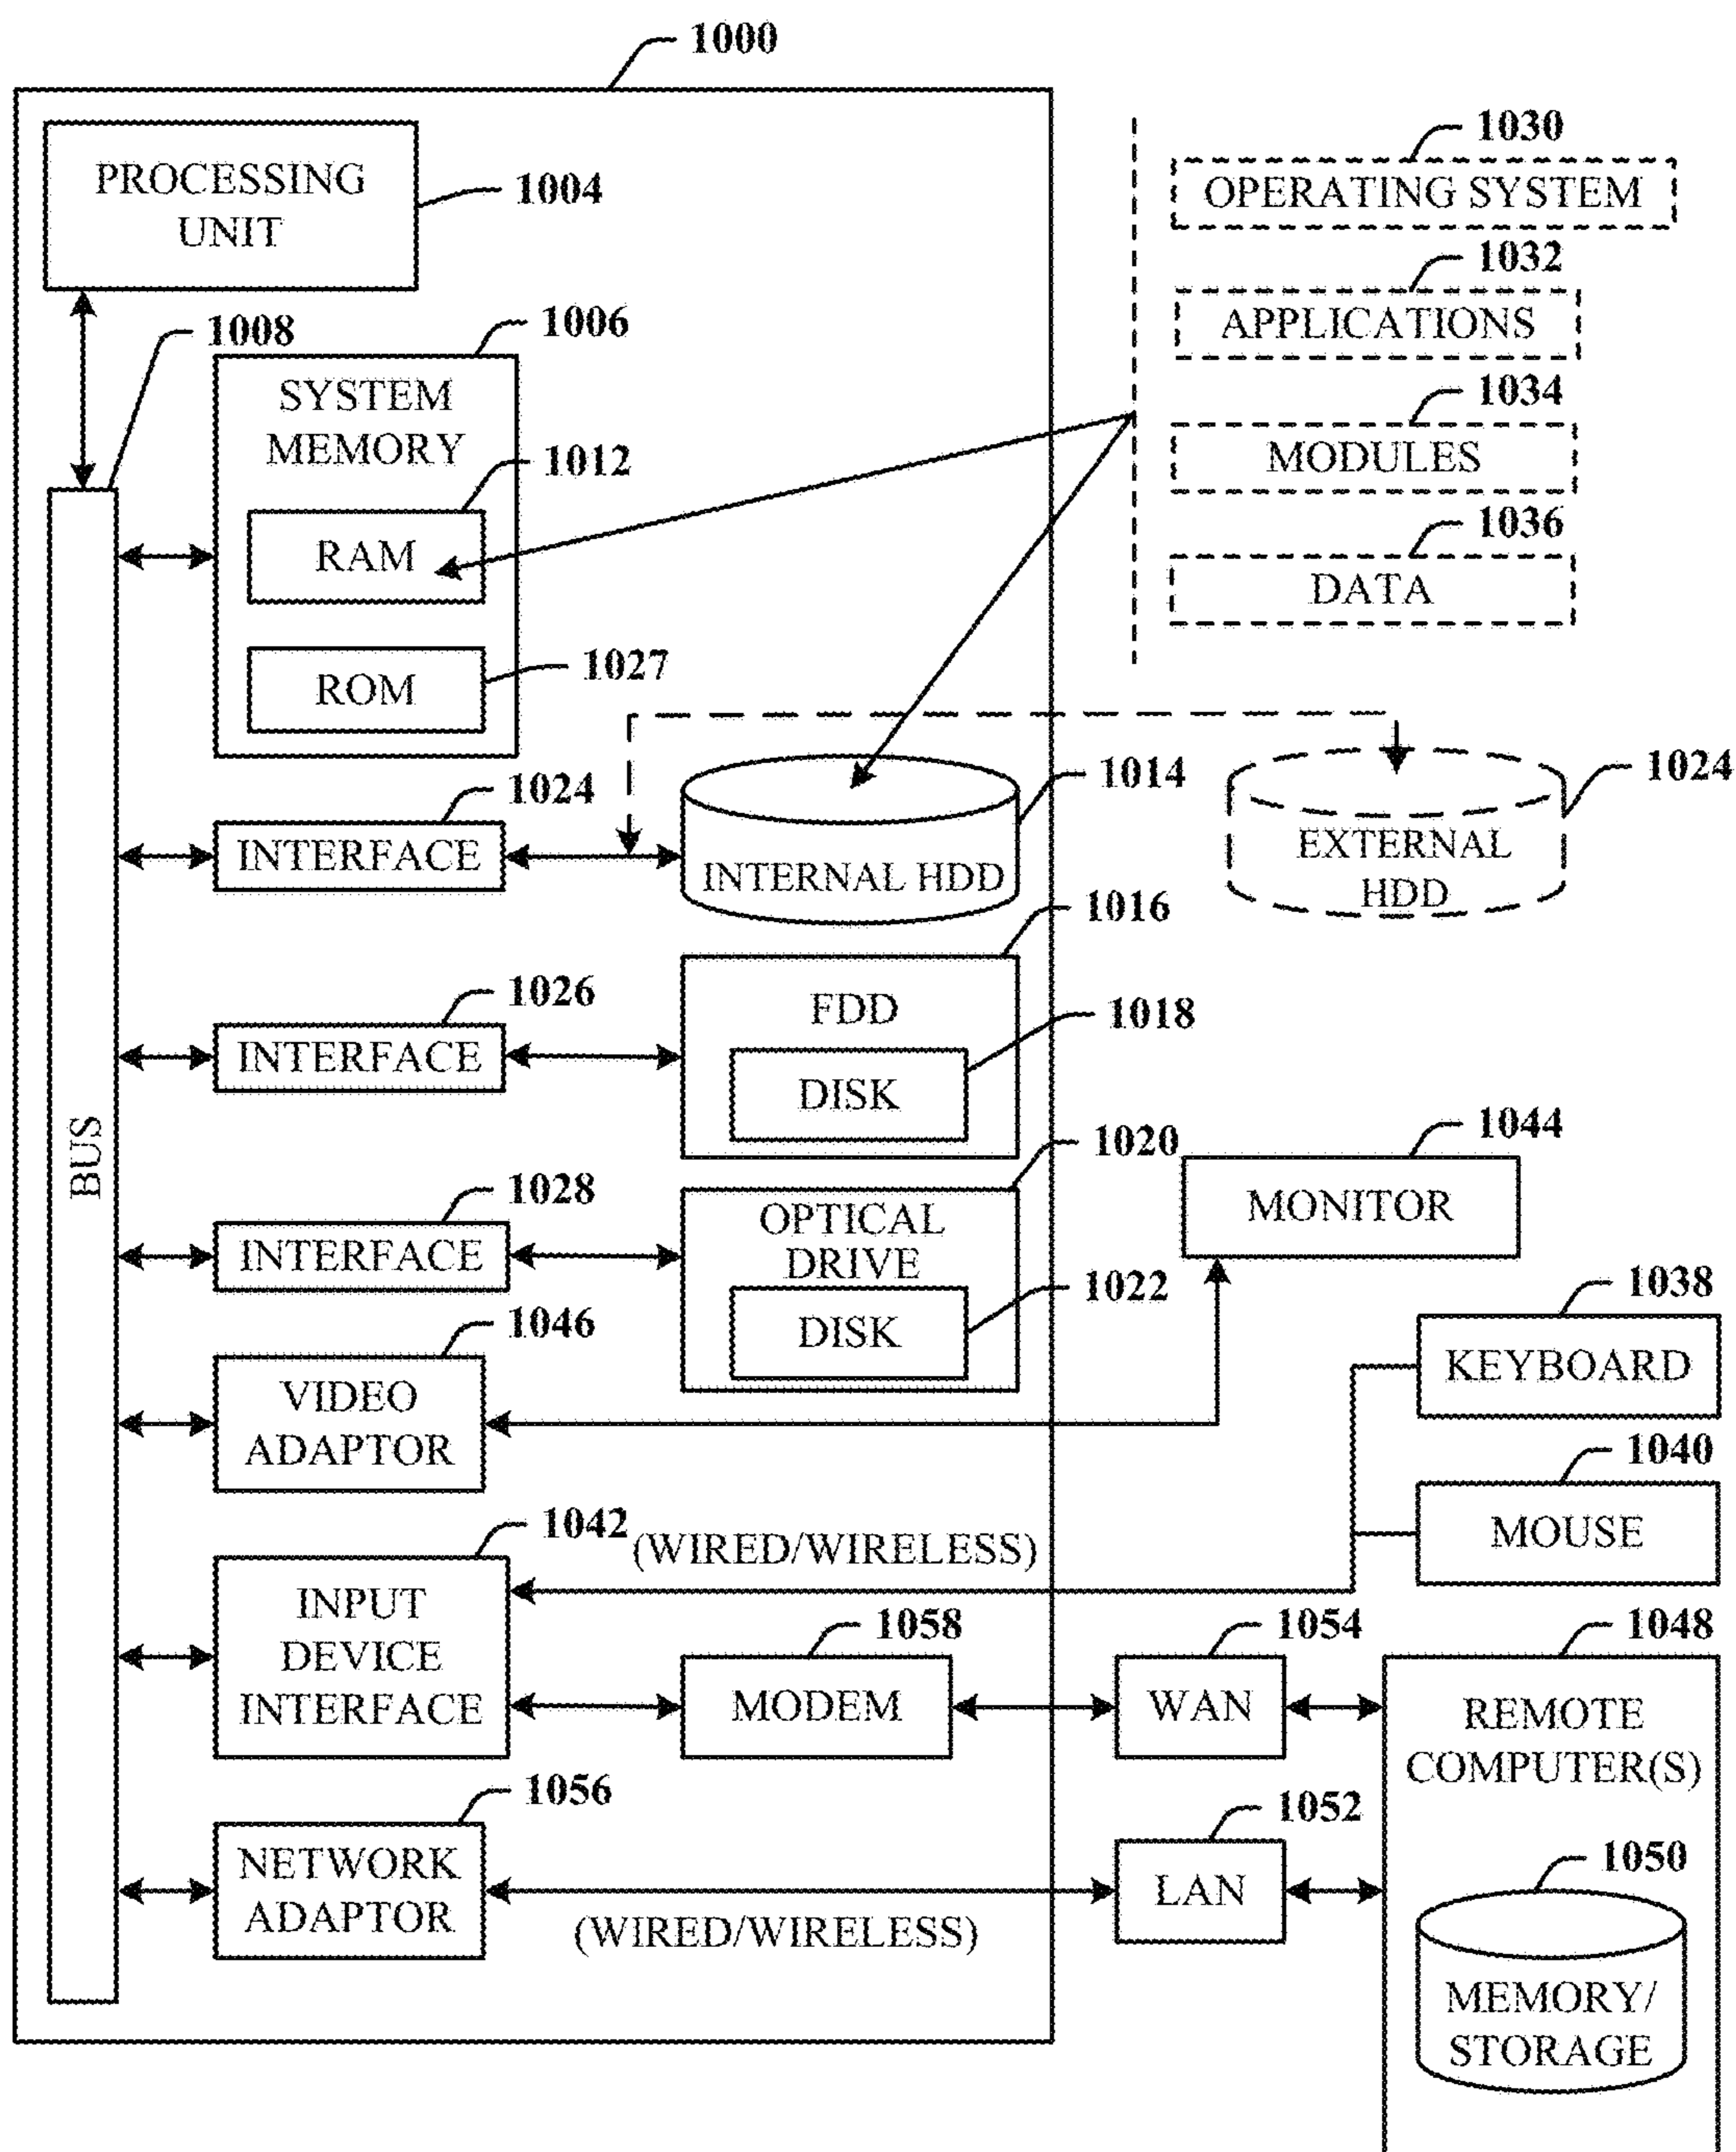 1000
PROCESSING
UNIT
1004
1030
OPERATING SYSTEM
1032
APPLICATIONS
1034
MODULES
1036
DATA
1008
1006
SYSTEM
MEMORY
1012
RAM
1027
ROM
1024
INTERFACE
1014
INTERNAL HDD
1024
EXTERNAL
HDD
1026
INTERFACE
1016
FDD
1018
DISK
BUS
1028
INTERFACE
1020
OPTICAL
DRIVE
1022
DISK
1044
MONITOR
1046
VIDEO
ADAPTOR
1038
KEYBOARD
1040
MOUSE
1042
(WIRED/WIRELESS)
INPUT
DEVICE
INTERFACE
1058
MODEM
1054
WAN
1048
REMOTE
COMPUTER(S)
1056
NETWORK
ADAPTOR
(WIRED/WIRELESS)
1052
LAN
1050
MEMORY/
STORAGE